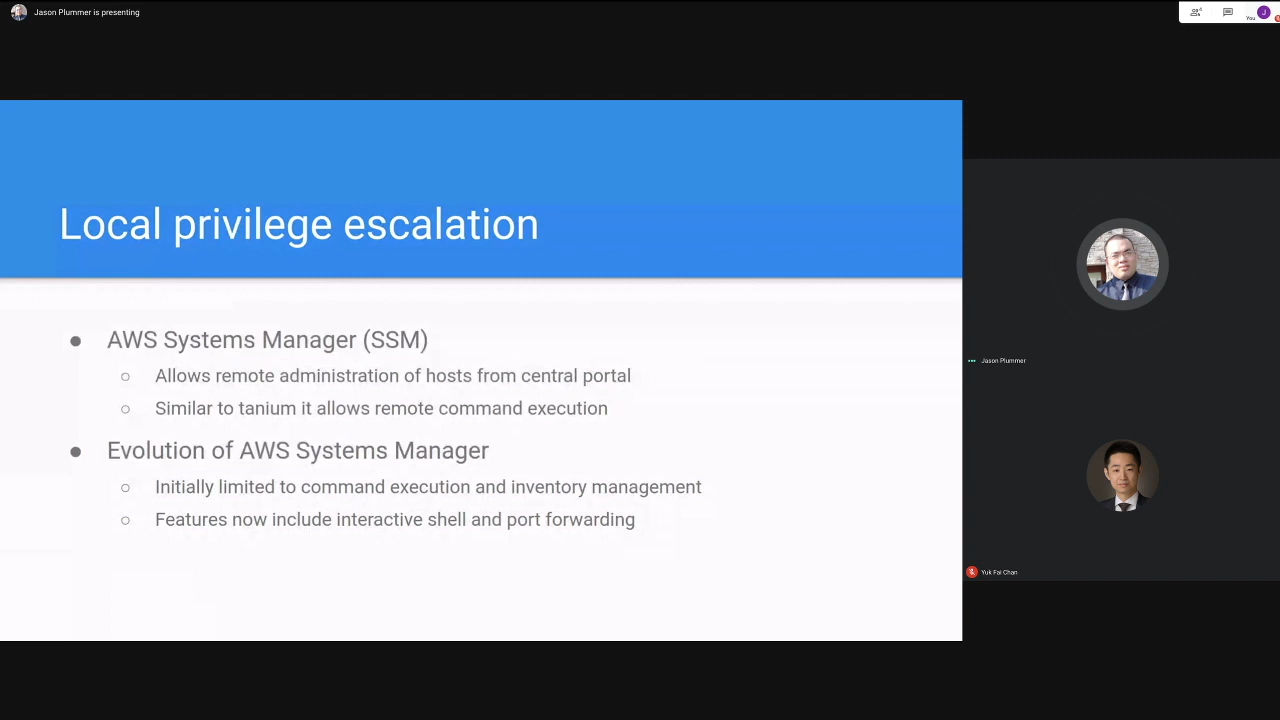 Jason Plummer is presenting
4
You
J
Local privilege escalation
● AWS Systems Manager (SSM)
○ Allows remote administration of hosts from central portal
○ Similar to tanium it allows remote command execution
● Evolution of AWS Systems Manager
○ Initially limited to command execution and inventory management
○ Features now include interactive shell and port forwarding
Jason Plummer
Yuk Fai Chan